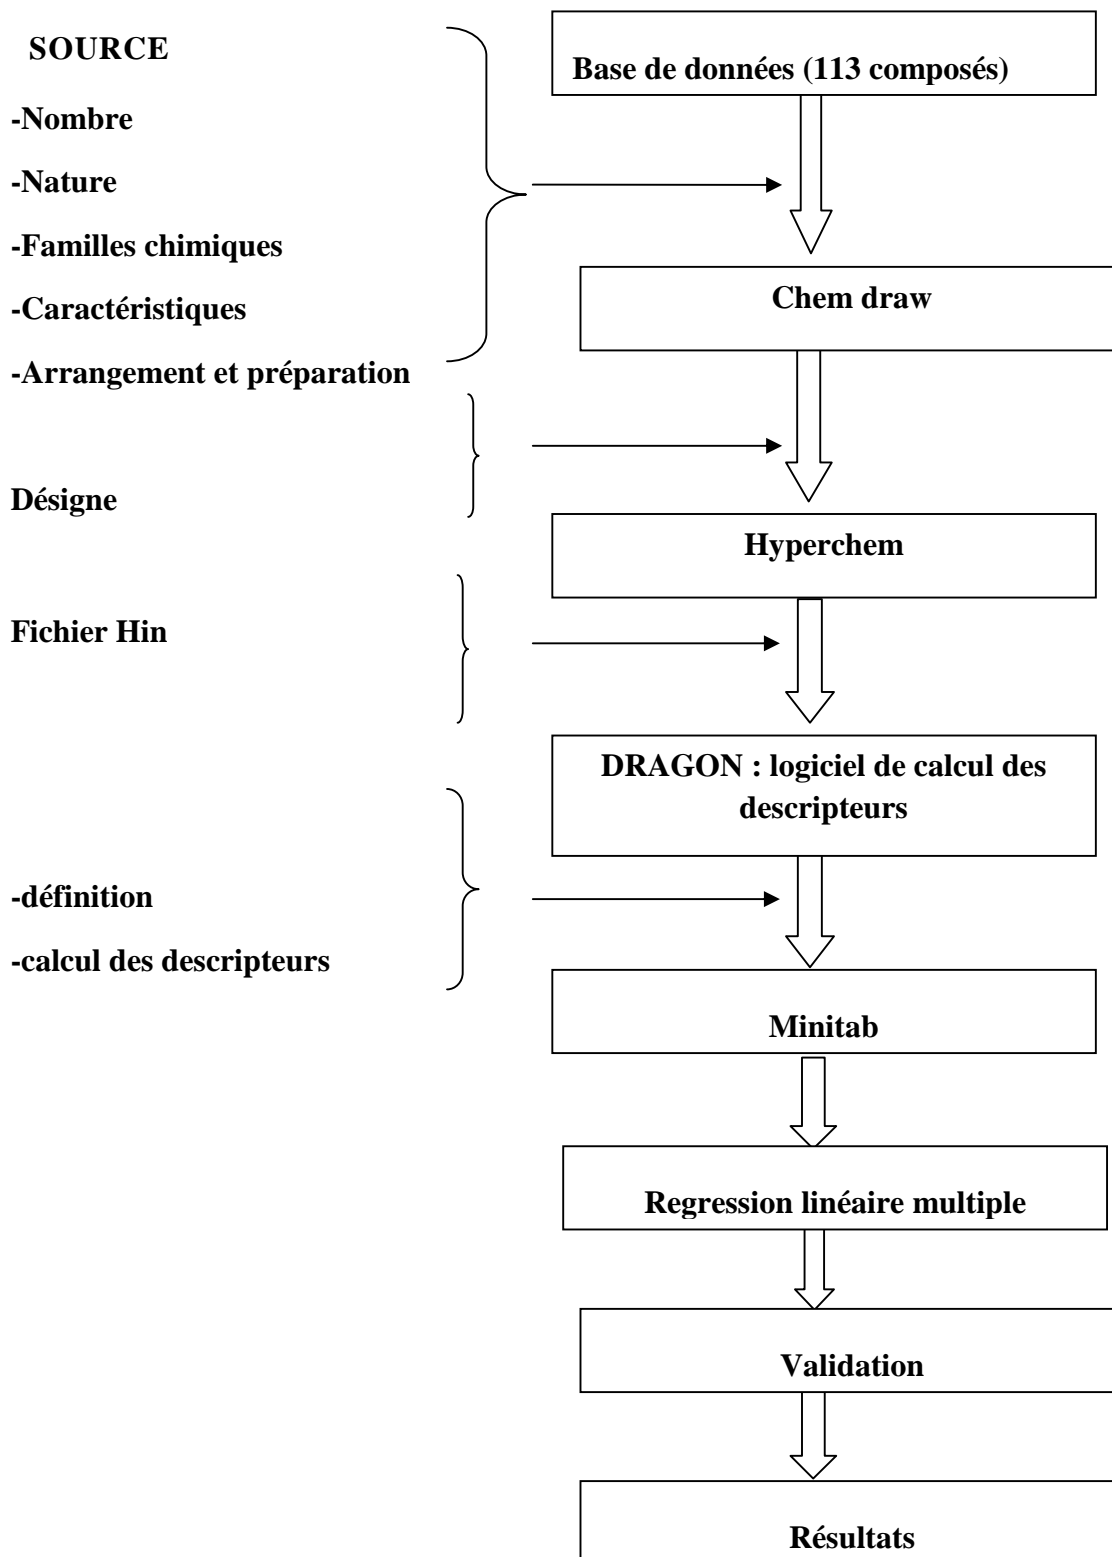 SOURCE
-Nombre
-Nature
-Familles chimiques
-Caractéristiques
-Arrangement et préparation
Désigne
Fichier Hin
-définition
-calcul des descripteurs
Base de données (113 composés)
Chem draw
Hyperchem
DRAGON : logiciel de calcul des
descripteurs
Minitab
Regression linéaire multiple
Validation
Résultats